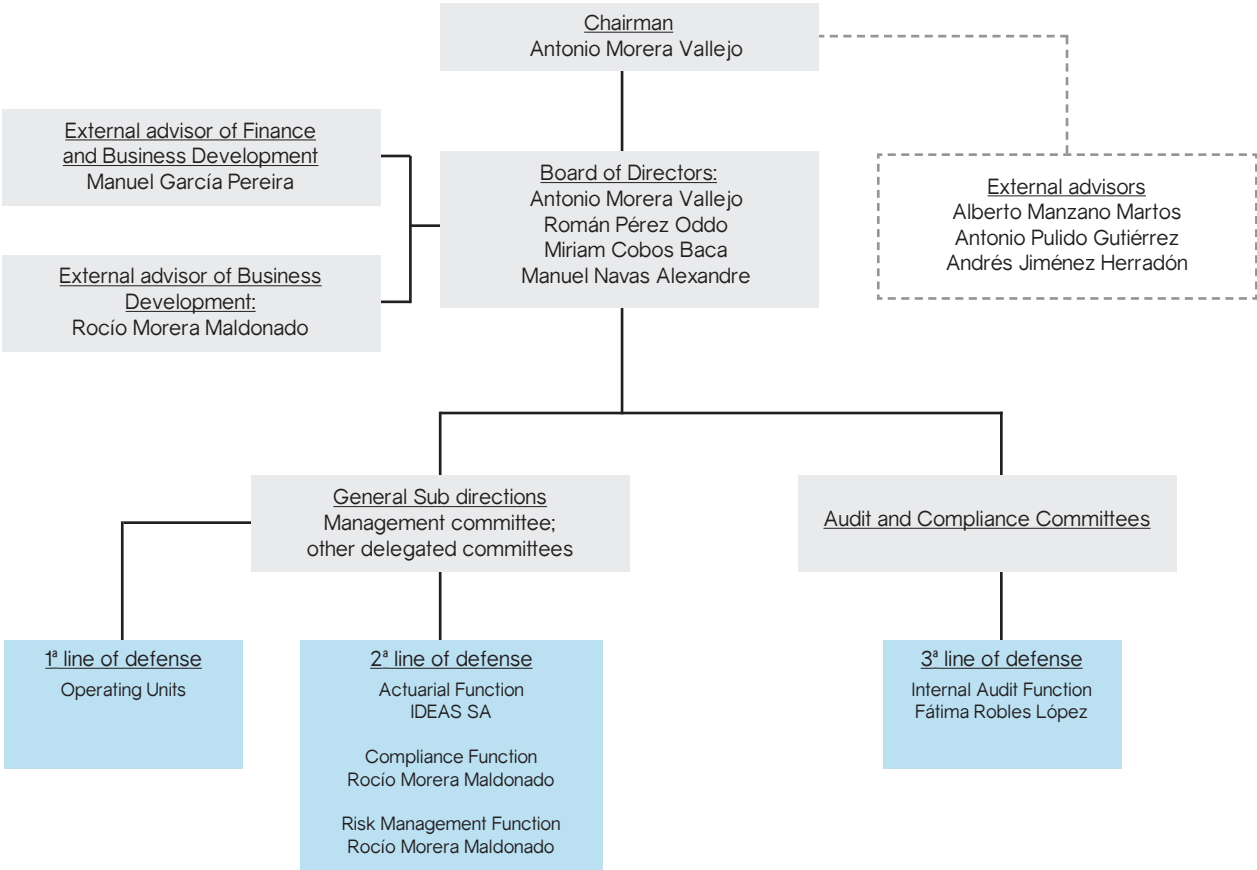 Chairman
Antonio Morera Vallejo
External advisor of Finance
and Business Development
Manuel García Pereira
Board of Directors:
Antonio Morera Vallejo
Román Pérez Oddo
Miriam Cobos Baca
Manuel Navas Alexandre
External advisors
Alberto Manzano Martos
Antonio Pulido Gutiérrez
Andrés Jiménez Herradón
External advisor of Business
Development:
Rocío Morera Maldonado
General Sub directions
Management committee;
other delegated committees
Audit and Compliance Committees
1ª line of defense
Operating Units
2ª line of defense
Actuarial Function
IDEAS SA
Compliance Function
Rocío Morera Maldonado
Risk Management Function
Rocío Morera Maldonado
3ª line of defense
Internal Audit Function
Fátima Robles López